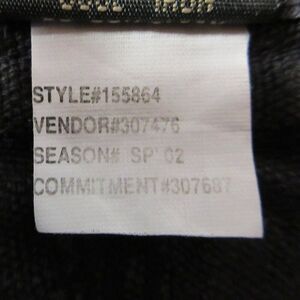 STYLE#155864
VENDOR#307476
SEASON# SP' 02
COMMITMENT#307687